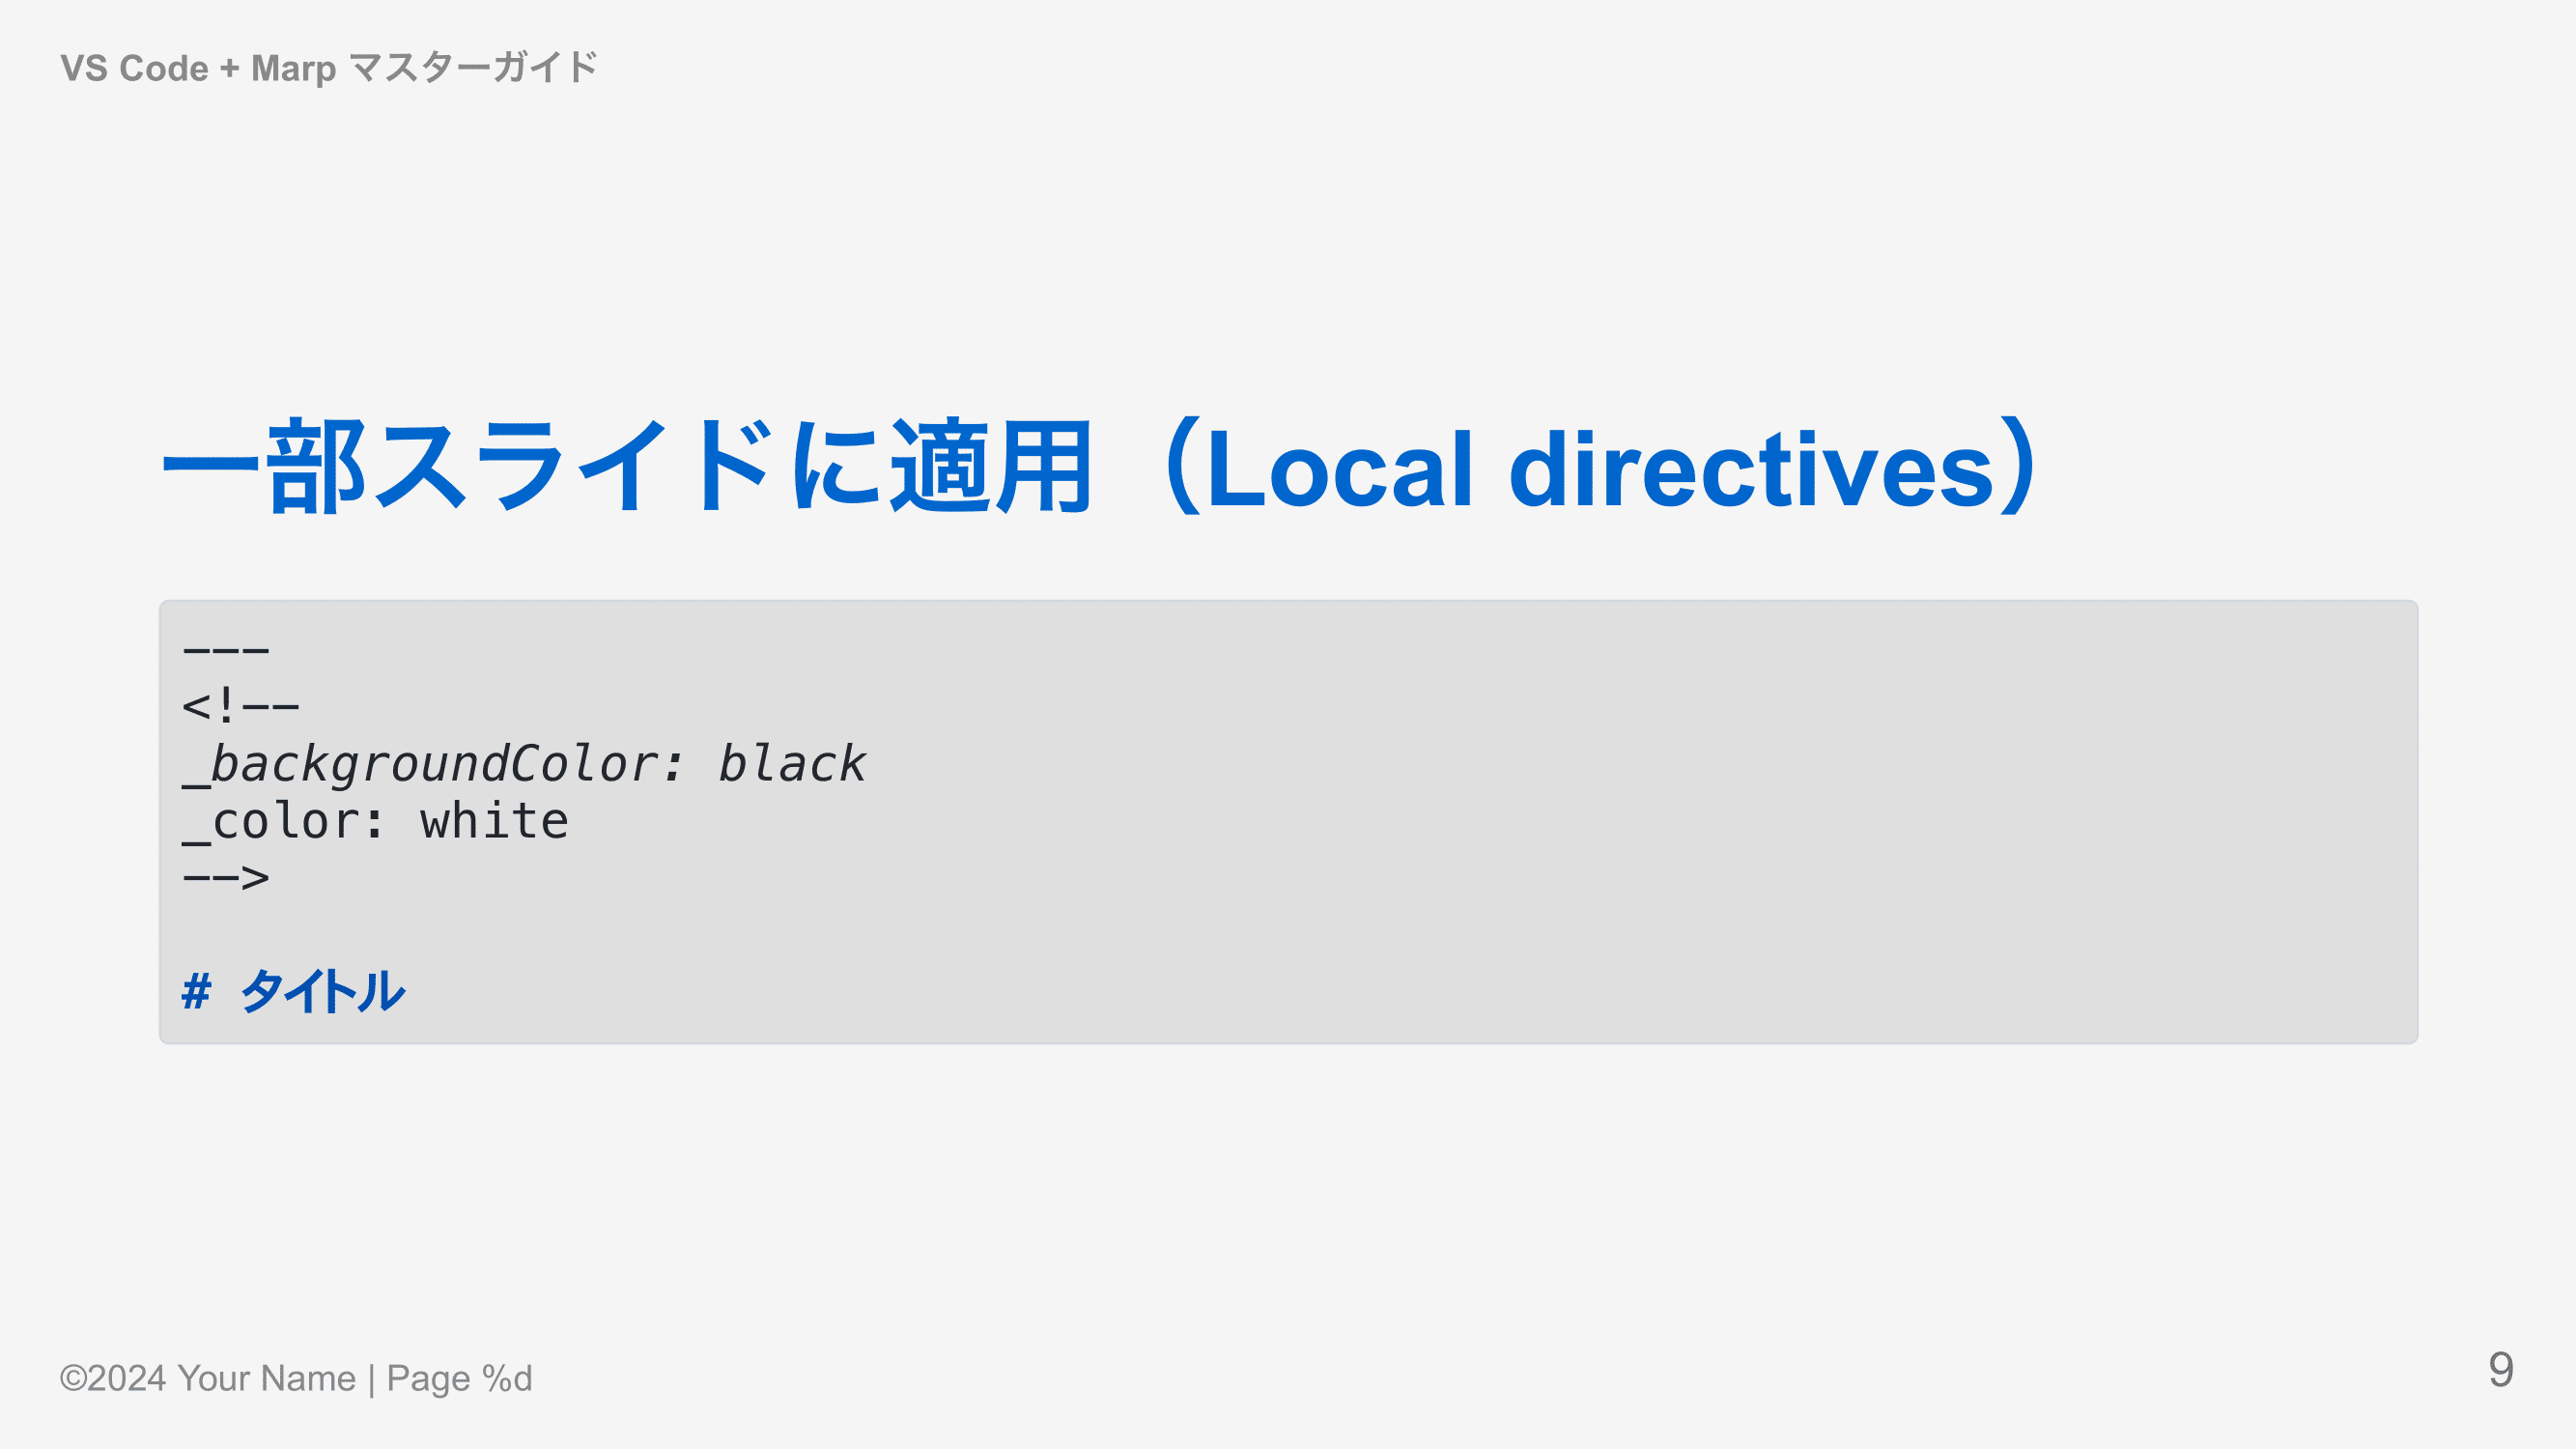 VS Code + Marp マスターガイド
一部スライドに適用（Local directives）
---
<!--
_backgroundColor: black
_color: white
-->
# タイトル
©2024 Your Name | Page %d
9